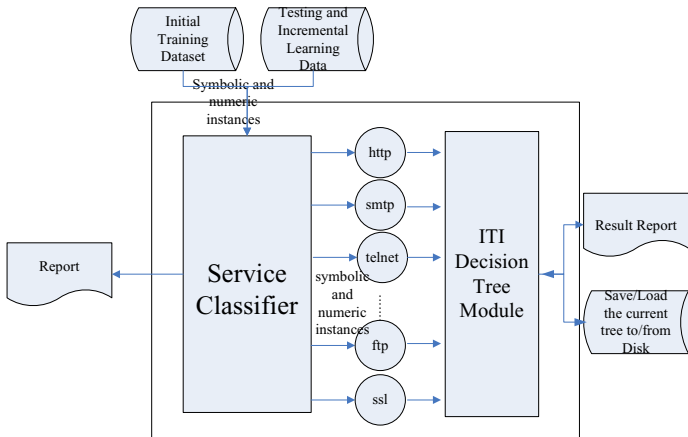 Initial
Training
Dataset
Testing and
Incremental
Learning
Data
Symbolic and
numeric
instances
http
smtp
telnet
symbolic
and
numeric
instances
ftp
ssl
Service
Classifier
ITI
Decision
Tree
Module
Report
Result Report
Save/Load
the current
tree to/from
Disk